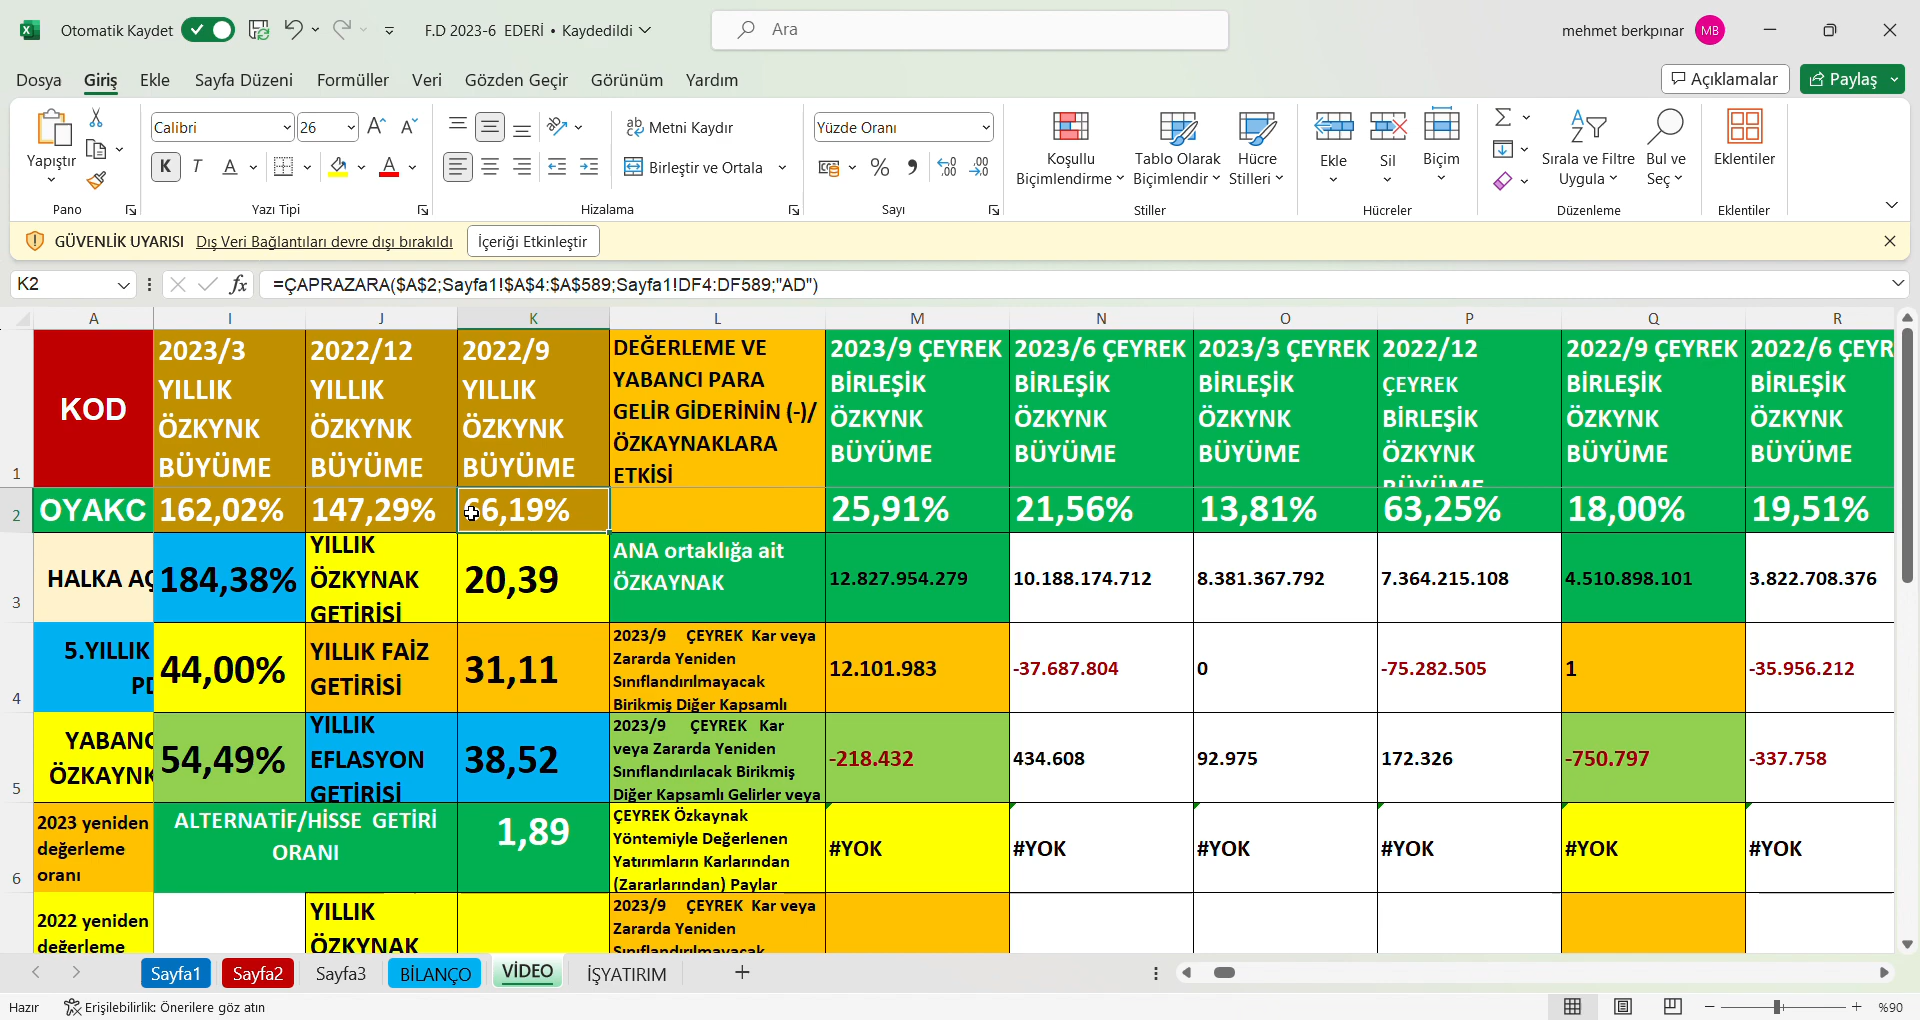 Otomatik Kaydet
F.D 2023-6 EDERİ • Kaydedildi
Ara
mehmet berkpınar
MB
Dosya Giriş Ekle Sayfa Düzeni Formüller Veri Gözden Geçir Görünüm Yardım
Açıklamalar
Paylaş
Yapıştır
Pano
Calibri 26
K T A A
Yazı Tipi
Metni Kaydır
Birleştir ve Ortala
Hizalama
Yüzde Oranı
Sayı
Koşullu Biçimlendirme
Tablo Olarak Biçimlendir
Hücre Stilleri
Stiller
Ekle
Sil
Biçim
Hücreler
Sırala ve Filtre Uygula
Bul ve Seç
Düzenleme
Eklentiler
Eklentiler
GÜVENLİK UYARISI Dış Veri Bağlantıları devre dışı bırakıldı İçeriği Etkinleştir
K2
fx
=ÇAPRAZARA($A$2;Sayfa1!$A$4:$A$589;Sayfa1!DF4:DF589;"AD")
A I J K L M N O P Q R
1
KOD
2023/3 YILLIK ÖZKYNK BÜYÜME
2022/12 YILLIK ÖZKYNK BÜYÜME
2022/9 YILLIK ÖZKYNK BÜYÜME
DEĞERLEME VE YABANCI PARA GELİR GİDERİNİN (-)/ ÖZKAYNAKLARA ETKİSİ
2023/9 ÇEYREK BİRLEŞİK ÖZKYNK BÜYÜME
2023/6 ÇEYREK BİRLEŞİK ÖZKYNK BÜYÜME
2023/3 ÇEYREK BİRLEŞİK ÖZKYNK BÜYÜME
2022/12 ÇEYREK BİRLEŞİK ÖZKYNK BÜYÜME
2022/9 ÇEYREK BİRLEŞİK ÖZKYNK BÜYÜME
2022/6 ÇEYR BİRLEŞİK ÖZKYNK BÜYÜME
2
OYAKC 162,02% 147,29% 66,19% 25,91% 21,56% 13,81% 63,25% 18,00% 19,51%
3
HALKA AÇ
184,38%
YILLIK ÖZKYNAK GETİRİSİ
20,39
ANA ortaklığa ait ÖZKAYNAK
12.827.954.279 10.188.174.712 8.381.367.792 7.364.215.108 4.510.898.101 3.822.708.376
4
5.YILLIK
PD
44,00%
YILLIK FAİZ GETİRİSİ
31,11
2023/9 ÇEYREK Kar veya Zararda Yeniden Sınıflandırılmayacak Birikmiş Diğer Kapsamlı
12.101.983 -37.687.804 0 -75.282.505 1 -35.956.212
5
YABANC
ÖZKAYNK
54,49%
YILLIK EFLASYON GETİRİSİ
38,52
2023/9 ÇEYREK Kar veya Zararda Yeniden Sınıflandırılacak Birikmiş Diğer Kapsamlı Gelirler veya
-218.432 434.608 92.975 172.326 -750.797 -337.758
6
2023 yeniden değerleme oranı
ALTERNATİF/HİSSE GETİRİ ORANI
1,89
ÇEYREK Özkaynak Yöntemiyle Değerlenen Yatırımların Karlarından (Zararlarından) Paylar
#YOK #YOK #YOK #YOK #YOK #YOK
2022 yeniden değerleme
YILLIK ÖZKYNAK
2023/9 ÇEYREK Kar veya Zararda Yeniden Sınıflandırılmayacak
Sayfa1 Sayfa2 Sayfa3 BİLANÇO VİDEO İŞYATIRIM
Hazır
Erişilebilirlik: Önerilere göz atın
%90